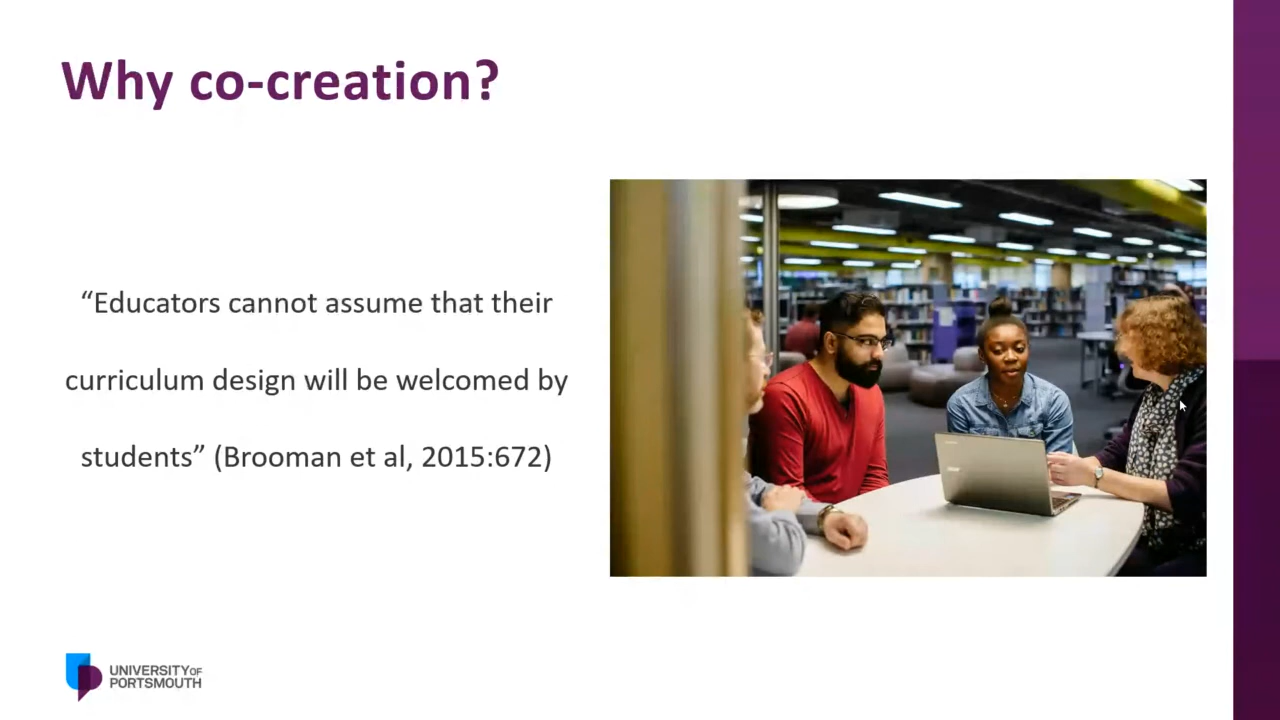 Why co-creation?
“Educators cannot assume that their
curriculum design will be welcomed by
students” (Brooman et al, 2015:672)
UNIVERSITY OF
PORTSMOUTH